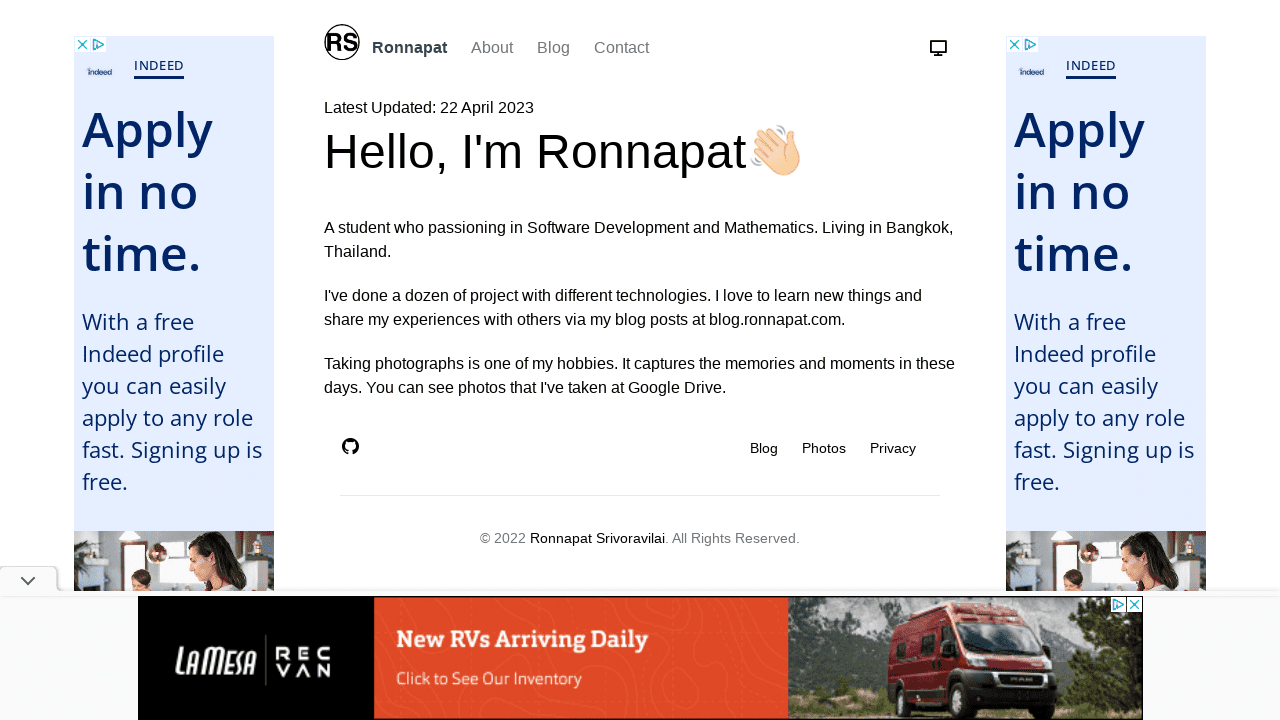 RS
Ronnapat
About
Blog
Contact
indeed
INDEED
Apply
in no
time.
With a free
Indeed profile
you can easily
apply to any role
fast. Signing up is
free.
Latest Updated: 22 April 2023
Hello, I'm Ronnapat👋🏻
A student who passioning in Software Development and Mathematics. Living in Bangkok,
Thailand.
I've done a dozen of project with different technologies. I love to learn new things and
share my experiences with others via my blog posts at blog.ronnapat.com.
Taking photographs is one of my hobbies. It captures the memories and moments in these
days. You can see photos that I've taken at Google Drive.
Blog
Photos
Privacy
© 2022 Ronnapat Srivoravilai. All Rights Reserved.
indeed
INDEED
Apply
in no
time.
With a free
Indeed profile
you can easily
apply to any role
fast. Signing up is
free.
LAMESA
REC
VAN
New RVs Arriving Daily
Click to See Our Inventory
RAM